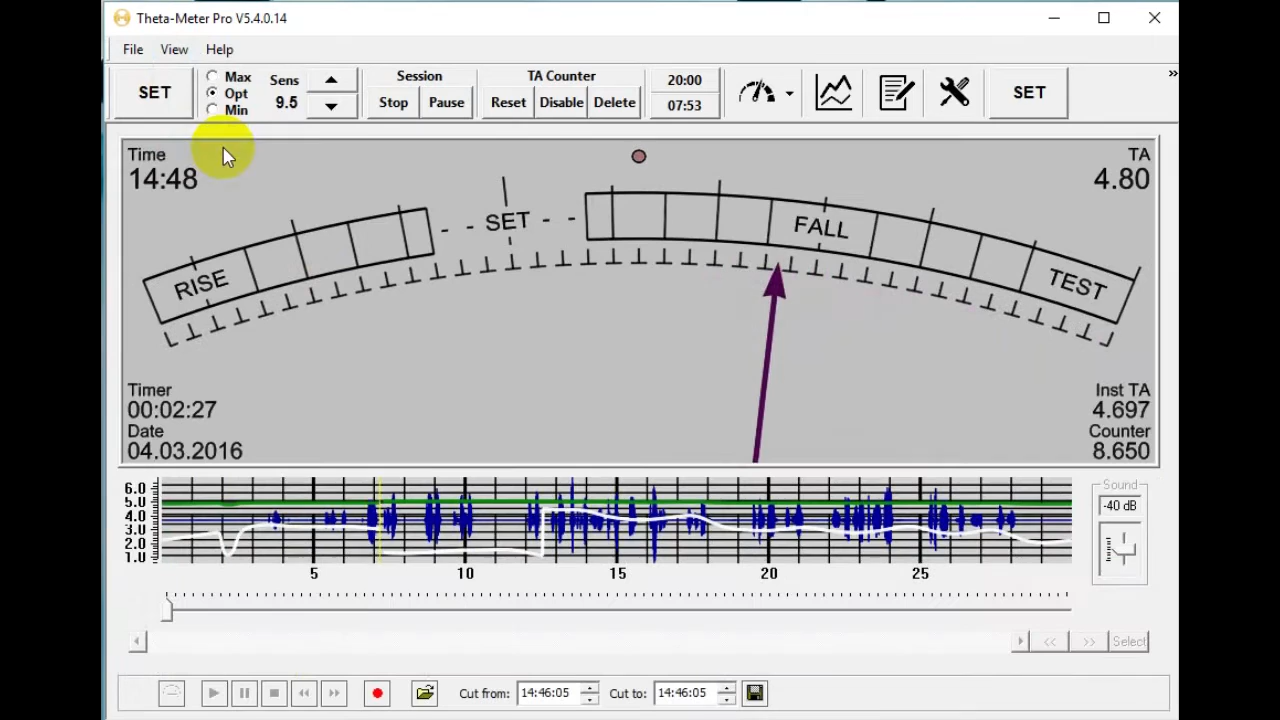 Theta-Meter Pro V5.4.0.14
File View Help
SET
Max
Opt
Min
Sens
9.5
Session
Stop Pause
TA Counter
Reset Disable Delete
20:00
07:53
SET
»
Time
14:48
TA
4.80
RISE
SET
FALL
TEST
Timer
00:02:27
Date
04.03.2016
Inst TA
4.697
Counter
8.650
6.0
5.0
4.0
3.0
2.0
1.0
5 10 15 20 25
Sound
-40 dB
<< >> Select
Cut from: 14:46:05 Cut to: 14:46:05